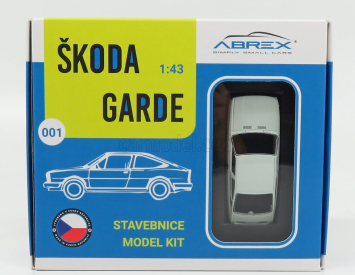 ŠKODA
1:43
GARDE
ABREX
SIMPLY SMALL CARS
001
STAVEBNICE
MODEL KIT